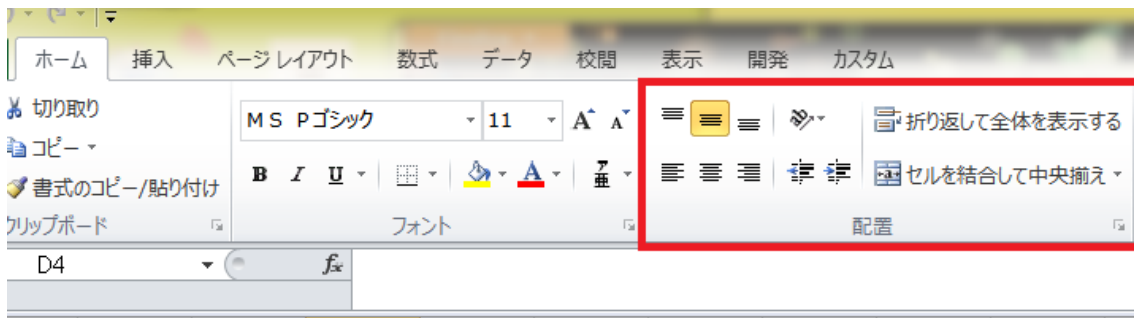 ホーム 挿入 ページ レイアウト 数式 データ 校閲 表示 開発 カスタム
切り取り
コピー
書式のコピー/貼り付け
クリップボード
ＭＳ Ｐゴシック 11 A A
B I U A ア亜
フォント
折り返して全体を表示する
セルを結合して中央揃え
配置
D4 fx